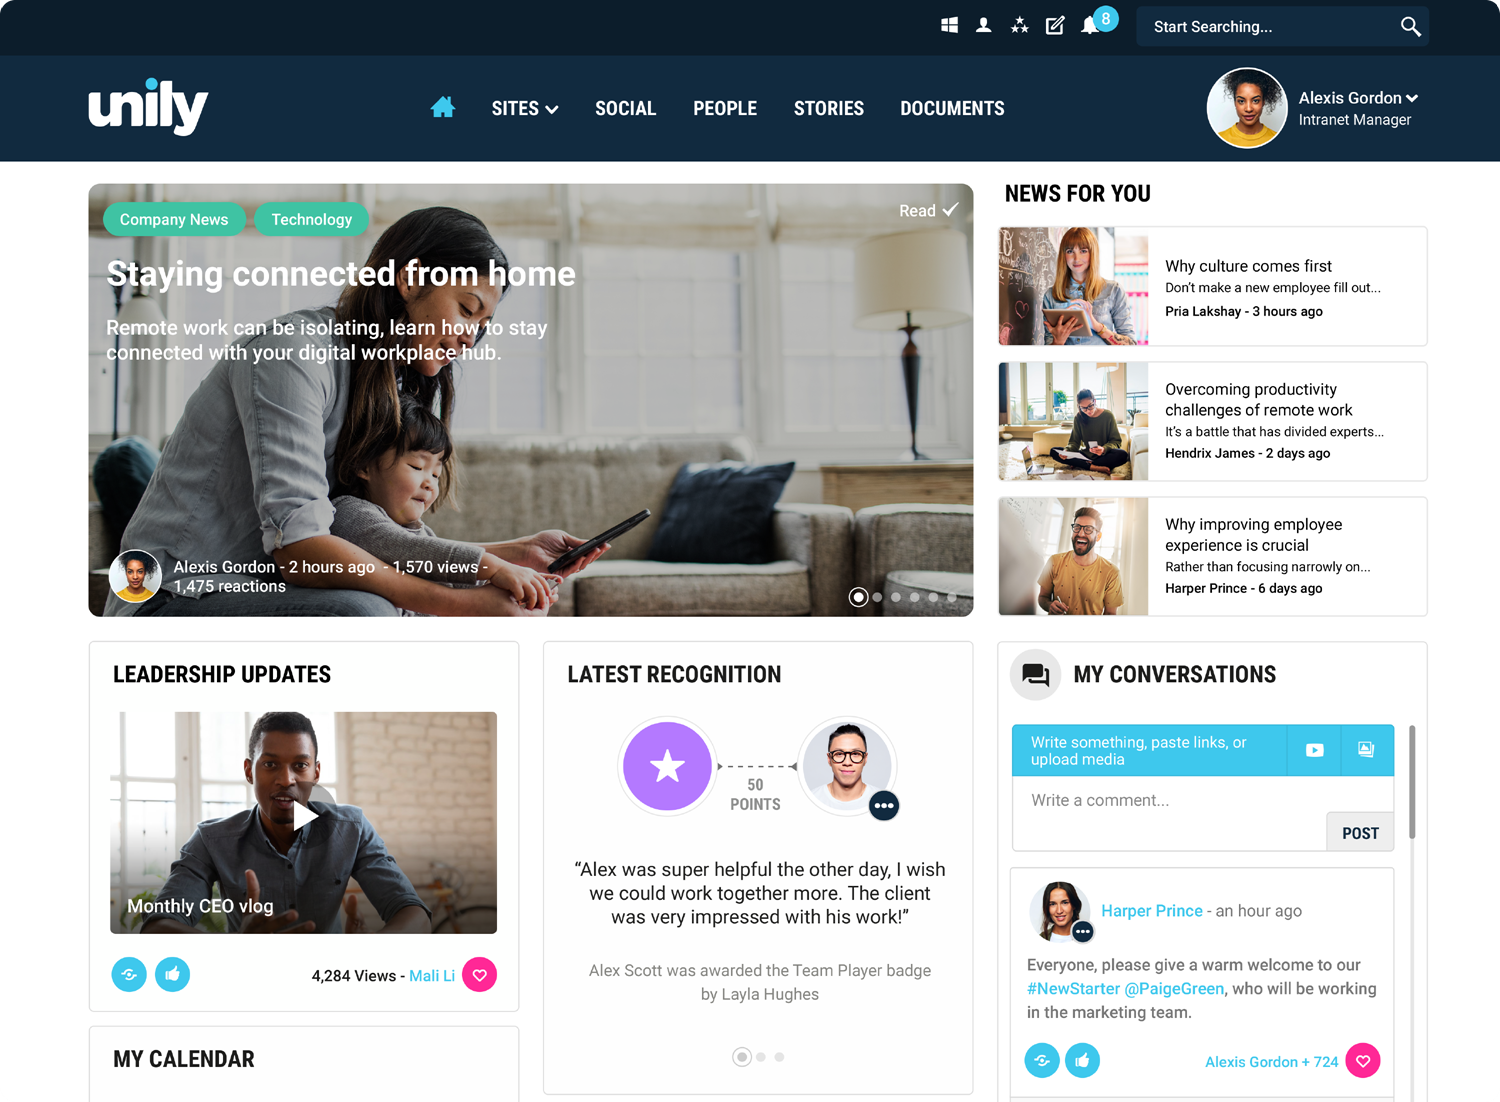 8
Start Searching...
unily
SITES
SOCIAL
PEOPLE
STORIES
DOCUMENTS
Alexis Gordon
Intranet Manager
Company News
Technology
Read
Staying connected from home
Remote work can be isolating, learn how to stay
connected with your digital workplace hub.
Alexis Gordon - 2 hours ago - 1,570 views -
1,475 reactions
NEWS FOR YOU
Why culture comes first
Don't make a new employee fill out...
Pria Lakshay - 3 hours ago
Overcoming productivity
challenges of remote work
It's a battle that has divided experts...
Hendrix James - 2 days ago
Why improving employee
experience is crucial
Rather than focusing narrowly on...
Harper Prince - 6 days ago
LEADERSHIP UPDATES
Monthly CEO vlog
4,284 Views - Mali Li
MY CALENDAR
LATEST RECOGNITION
50
POINTS
“Alex was super helpful the other day, I wish
we could work together more. The client
was very impressed with his work!”
Alex Scott was awarded the Team Player badge
by Layla Hughes
MY CONVERSATIONS
Write something, paste links, or
upload media
Write a comment...
POST
Harper Prince - an hour ago
Everyone, please give a warm welcome to our
#NewStarter @PaigeGreen, who will be working
in the marketing team.
Alexis Gordon + 724